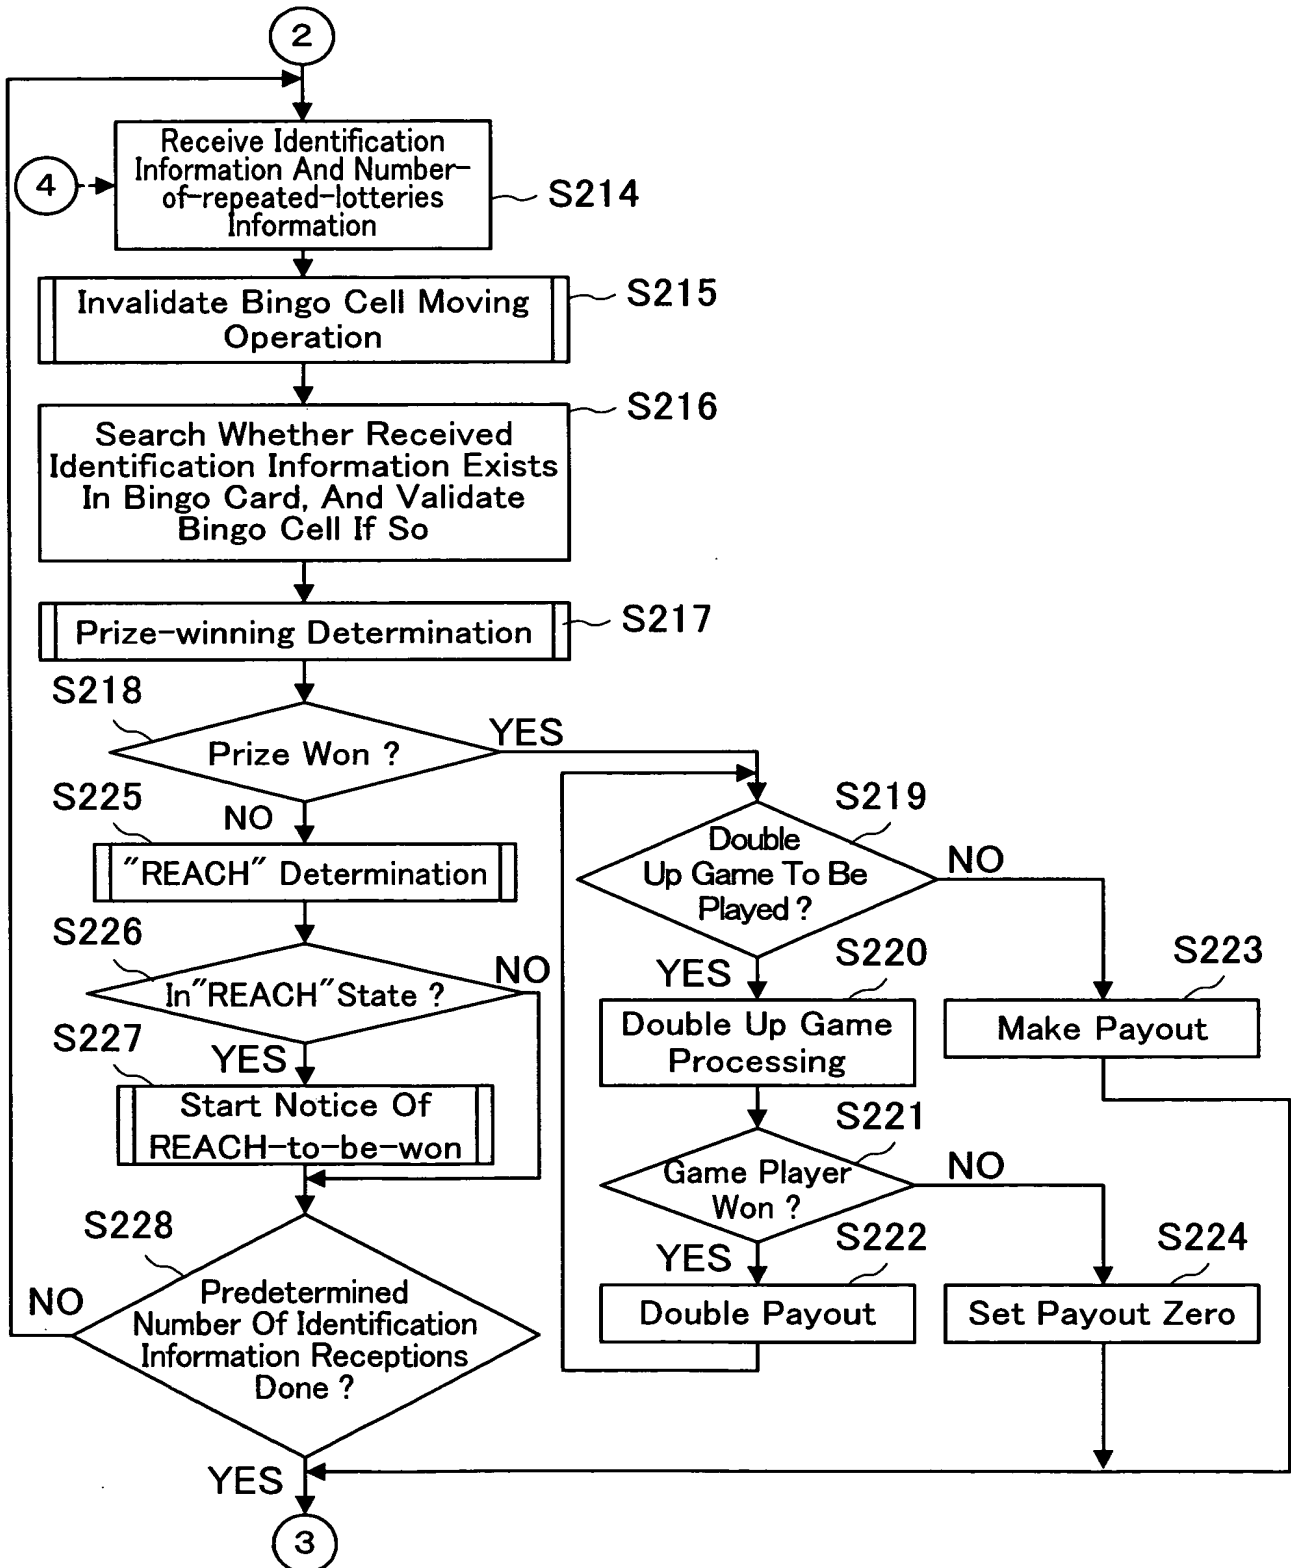 2
Receive Identification
Information And Number-
of-repeated-lotteries
Information
4
S214
Invalidate Bingo Cell Moving
Operation
S215
S216
Search Whether Received
Identification Information Exists
In Bingo Card, And Validate
Bingo Cell If So
Prize-winning Determination
S217
S218
Prize Won ?
YES
NO
S225
"REACH" Determination
S226
In"REACH"State ?
NO
YES
S227
Start Notice Of
REACH-to-be-won
S228
Predetermined
Number Of Identification
Information Receptions
Done ?
NO
YES
S219
Double
Up Game To Be
Played ?
NO
YES
S220
Double Up Game
Processing
S223
Make Payout
S221
Game Player
Won ?
NO
YES
S222
Double Payout
S224
Set Payout Zero
3